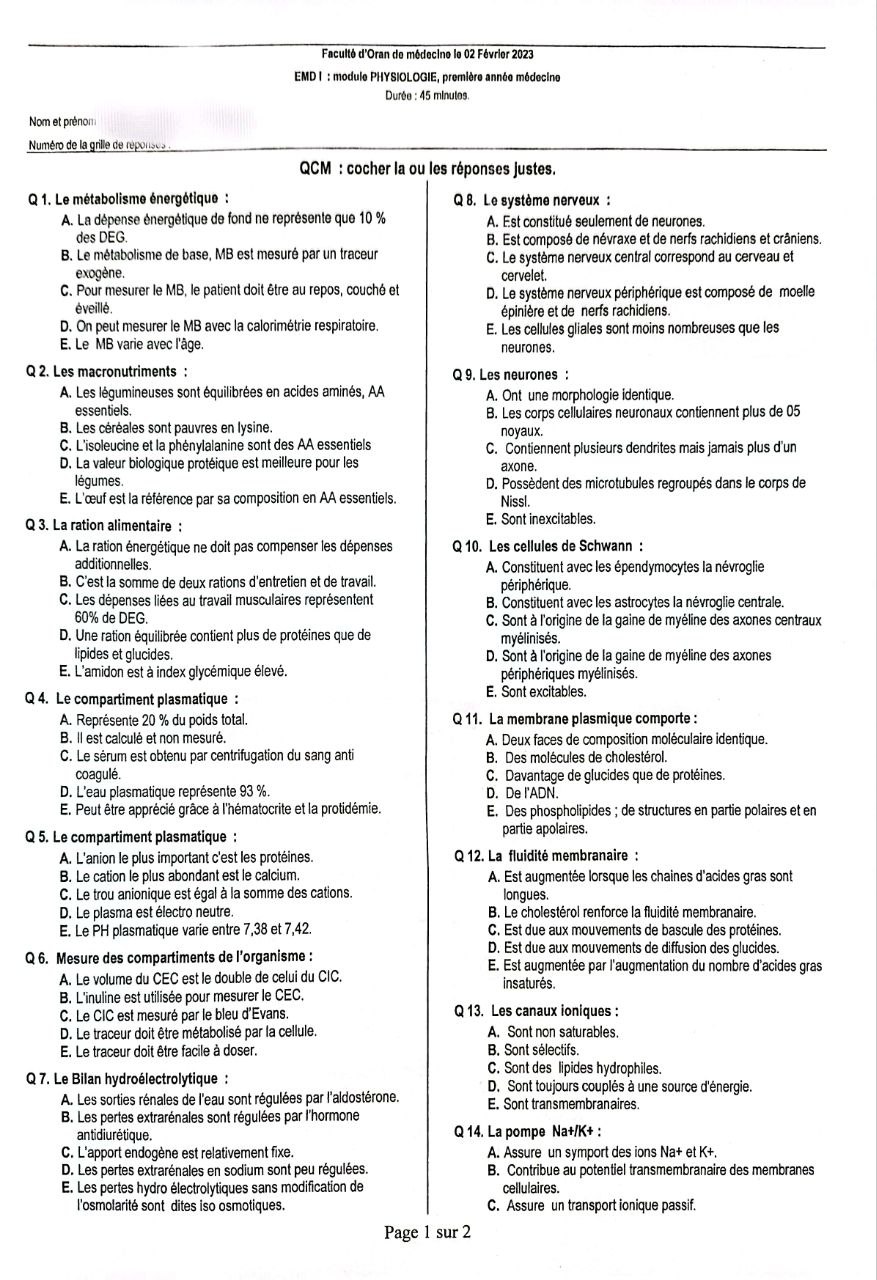 Faculté d'Oran de médecine le 02 Février 2023
EMD I : module PHYSIOLOGIE, première année médecine
Durée : 45 minutes.
Nom et prénom
Numéro de la grille de réponses :
QCM : cocher la ou les réponses justes.
Q 1. Le métabolisme énergétique :
A. La dépense énergétique de fond ne représente que 10 %
des DEG.
B. Le métabolisme de base, MB est mesuré par un traceur
exogène.
C. Pour mesurer le MB, le patient doit être au repos, couché et
éveillé.
D. On peut mesurer le MB avec la calorimétrie respiratoire.
E. Le MB varie avec l'âge.
Q 2. Les macronutriments :
A. Les légumineuses sont équilibrées en acides aminés, AA
essentiels.
B. Les céréales sont pauvres en lysine.
C. L'isoleucine et la phénylalanine sont des AA essentiels
D. La valeur biologique protéique est meilleure pour les
légumes.
E. L'œuf est la référence par sa composition en AA essentiels.
Q 3. La ration alimentaire :
A. La ration énergétique ne doit pas compenser les dépenses
additionnelles.
B. C'est la somme de deux rations d'entretien et de travail.
C. Les dépenses liées au travail musculaires représentent
60% de DEG.
D. Une ration équilibrée contient plus de protéines que de
lipides et glucides.
E. L'amidon est à index glycémique élevé.
Q 4. Le compartiment plasmatique :
A. Représente 20 % du poids total.
B. Il est calculé et non mesuré.
C. Le sérum est obtenu par centrifugation du sang anti
coagulé.
D. L'eau plasmatique représente 93 %.
E. Peut être apprécié grâce à l'hématocrite et la protidémie.
Q 5. Le compartiment plasmatique :
A. L'anion le plus important c'est les protéines.
B. Le cation le plus abondant est le calcium.
C. Le trou anionique est égal à la somme des cations.
D. Le plasma est électro neutre.
E. Le PH plasmatique varie entre 7,38 et 7,42.
Q 6. Mesure des compartiments de l'organisme :
A. Le volume du CEC est le double de celui du CIC.
B. L'inuline est utilisée pour mesurer le CEC.
C. Le CIC est mesuré par le bleu d'Evans.
D. Le traceur doit être métabolisé par la cellule.
E. Le traceur doit être facile à doser.
Q 7. Le Bilan hydroélectrolytique :
A. Les sorties rénales de l'eau sont régulées par l'aldostérone.
B. Les pertes extrarénales sont régulées par l'hormone
antidiurétique.
C. L'apport endogène est relativement fixe.
D. Les pertes extrarénales en sodium sont peu régulées.
E. Les pertes hydro électrolytiques sans modification de
l'osmolarité sont dites iso osmotiques.
Q 8. Le système nerveux :
A. Est constitué seulement de neurones.
B. Est composé de névraxe et de nerfs rachidiens et crâniens.
C. Le système nerveux central correspond au cerveau et
cervelet.
D. Le système nerveux périphérique est composé de moelle
épinière et de nerfs rachidiens.
E. Les cellules gliales sont moins nombreuses que les
neurones.
Q 9. Les neurones :
A. Ont une morphologie identique.
B. Les corps cellulaires neuronaux contiennent plus de 05
noyaux.
C. Contiennent plusieurs dendrites mais jamais plus d'un
axone.
D. Possèdent des microtubules regroupés dans le corps de
Nissl.
E. Sont inexcitables.
Q 10. Les cellules de Schwann :
A. Constituent avec les épendymocytes la névroglie
périphérique.
B. Constituent avec les astrocytes la névroglie centrale.
C. Sont à l'origine de la gaine de myéline des axones centraux
myélinisés.
D. Sont à l'origine de la gaine de myéline des axones
périphériques myélinisés.
E. Sont excitables.
Q 11. La membrane plasmique comporte :
A. Deux faces de composition moléculaire identique.
B. Des molécules de cholestérol.
C. Davantage de glucides que de protéines.
D. De l'ADN.
E. Des phospholipides ; de structures en partie polaires et en
partie apolaires.
Q 12. La fluidité membranaire :
A. Est augmentée lorsque les chaines d'acides gras sont
longues.
B. Le cholestérol renforce la fluidité membranaire.
C. Est due aux mouvements de bascule des protéines.
D. Est due aux mouvements de diffusion des glucides.
E. Est augmentée par l'augmentation du nombre d'acides gras
insaturés.
Q 13. Les canaux ioniques :
A. Sont non saturables.
B. Sont sélectifs.
C. Sont des lipides hydrophiles.
D. Sont toujours couplés à une source d'énergie.
E. Sont transmembranaires.
Q 14. La pompe Na+/K+ :
A. Assure un symport des ions Na+ et K+.
B. Contribue au potentiel transmembranaire des membranes
cellulaires.
C. Assure un transport ionique passif.
Page 1 sur 2